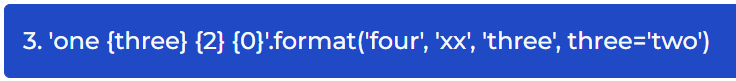 3. 'one {three} {2} {0}'.format('four', 'xx', 'three', three='two')